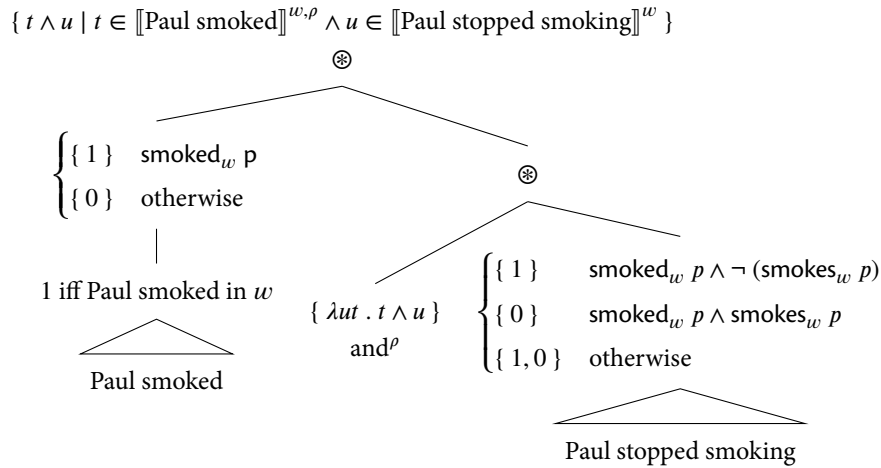 { t ∧ u | t ∈ ⟦Paul smoked⟧^{w,ρ} ∧ u ∈ ⟦Paul stopped smoking⟧^w }
⊛
{ 1 } smoked_w p
{ 0 } otherwise
⊛
1 iff Paul smoked in w
Paul smoked
{ λut . t ∧ u }
and^ρ
{ 1 } smoked_w p ∧ ¬ (smokes_w p)
{ 0 } smoked_w p ∧ smokes_w p
{ 1, 0 } otherwise
Paul stopped smoking